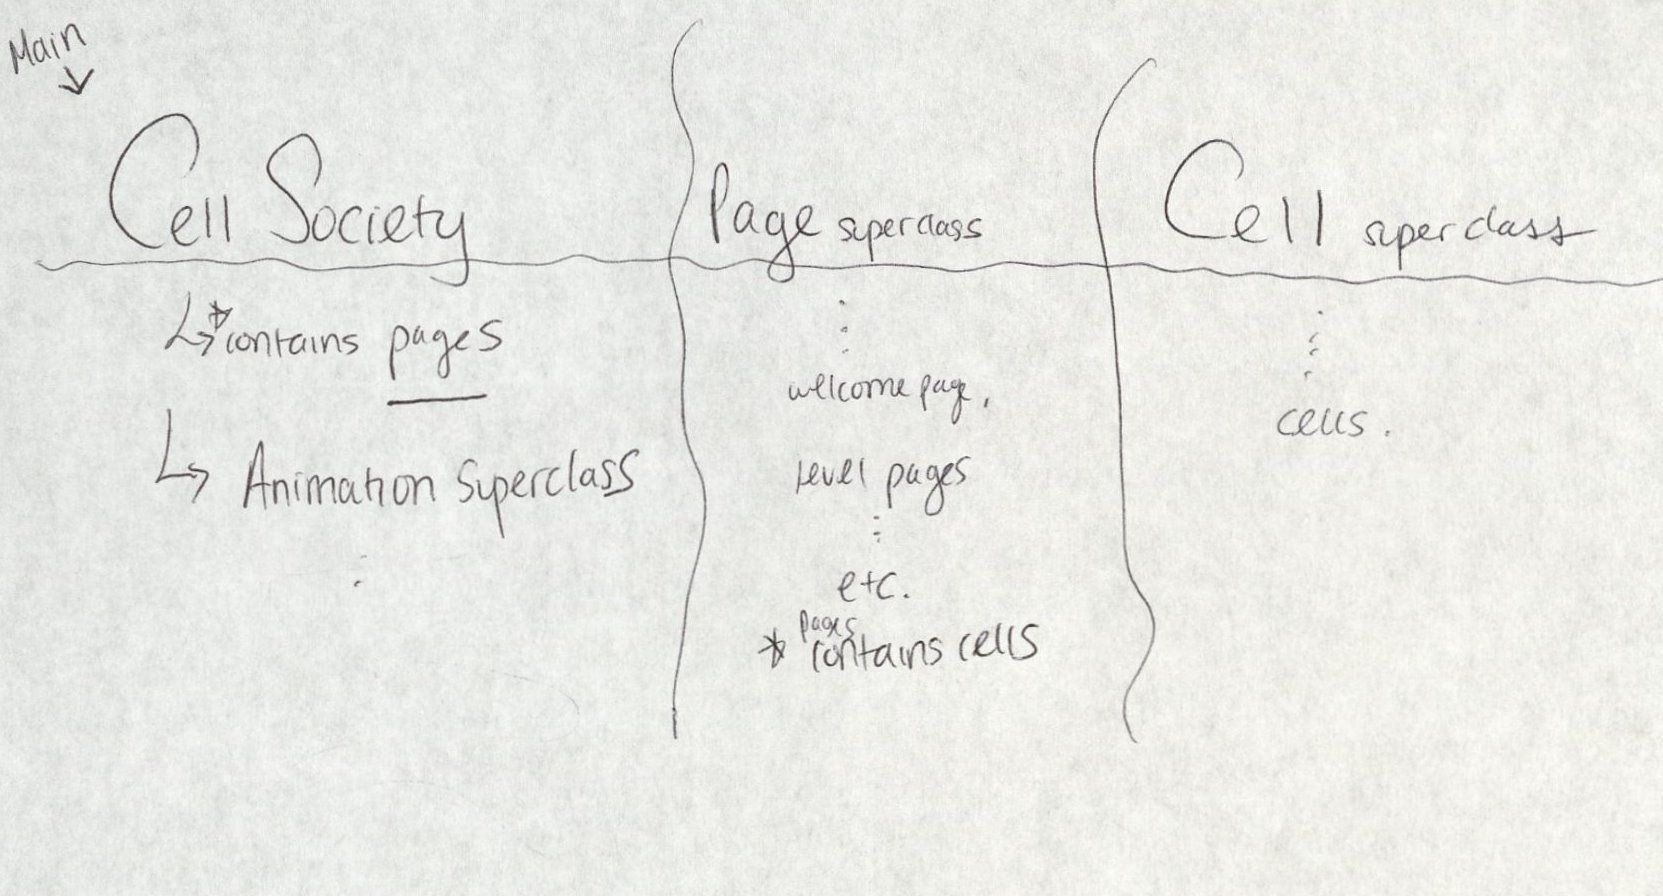 Main
Cell Society
* contains pages
Animation Superclass
Page superclass
welcome page,
level pages
etc.
* pages contains cells
Cell superclass
cells.